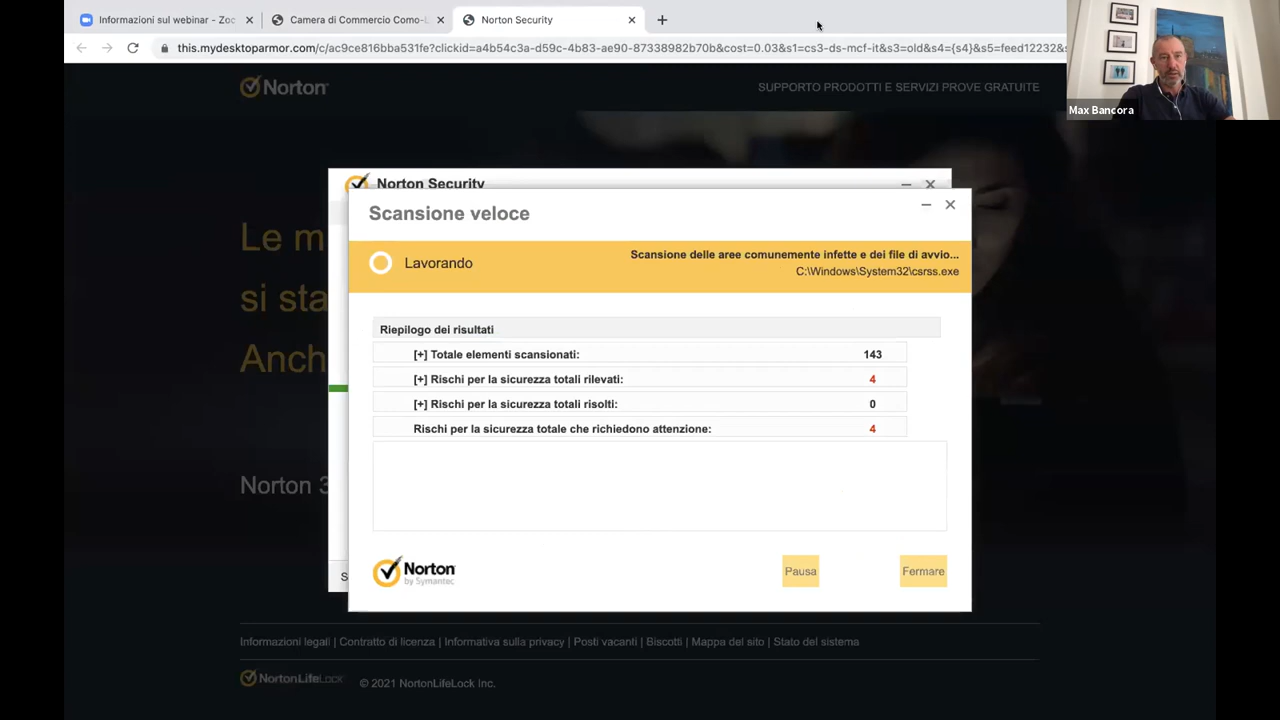 Informazioni sul webinar - Zoo
Camera di Commercio Como-L
Norton Security
this.mydesktoparmor.com/c/ac9ce816bba531fe?clickid=a4b54c3a-d59c-4b83-ae90-87338982b70b&cost=0.03&s1=cs3-ds-mcf-it&s3=old&s4={s4}&s5=feed12232&s
Max Bancora
Norton
SUPPORTO PRODOTTI E SERVIZI PROVE GRATUITE
Le m
si sta
Anch
Norton 3
Norton Security
Scansione veloce
Lavorando
Scansione delle aree comunemente infette e dei file di avvio...
C:\Windows\System32\csrss.exe
Riepilogo dei risultati
[+] Totale elementi scansionati: 143
[+] Rischi per la sicurezza totali rilevati: 4
[+] Rischi per la sicurezza totali risolti: 0
Rischi per la sicurezza totale che richiedono attenzione: 4
Norton
by Symantec
Pausa
Fermare
S
Informazioni legali | Contratto di licenza | Informativa sulla privacy | Posti vacanti | Biscotti | Mappa del sito | Stato del sistema
NortonLifeLock
© 2021 NortonLifeLock Inc.